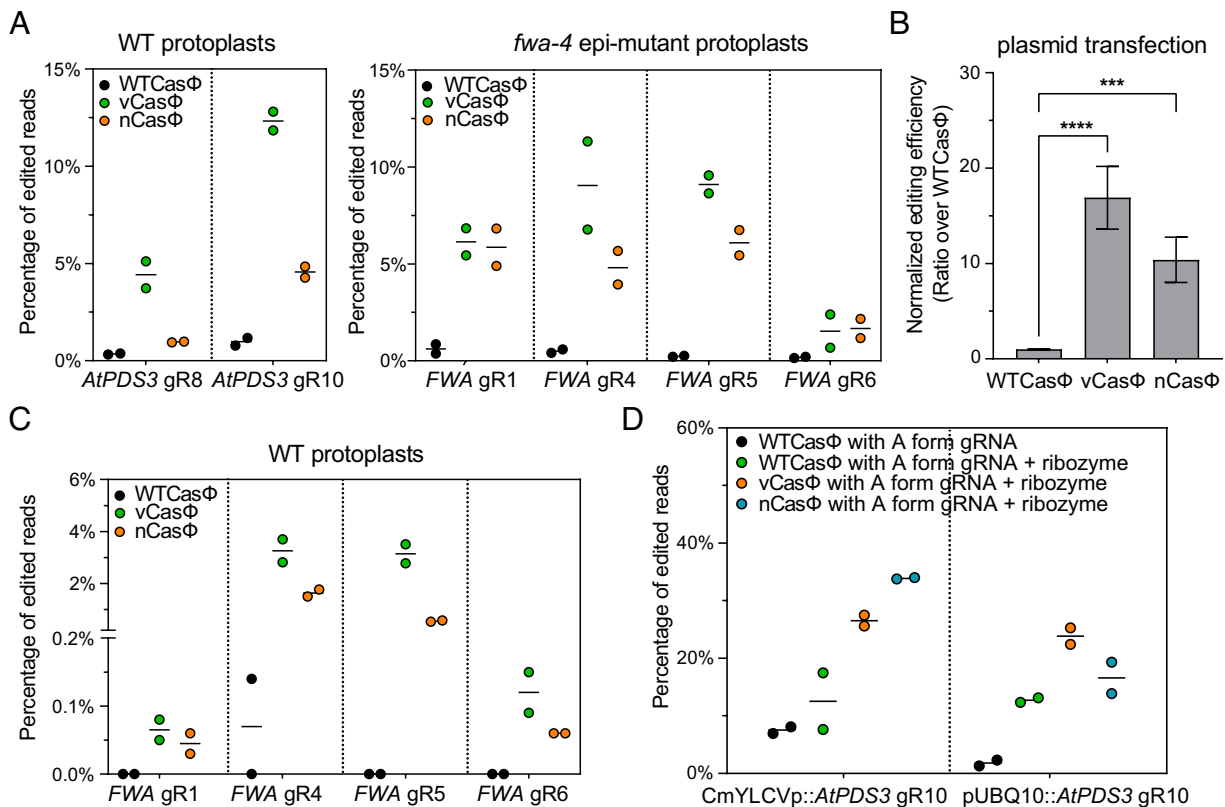 A
WT protoplasts
fwa-4 epi-mutant protoplasts
Percentage of edited reads
15%
10%
5%
0%
WTCasΦ
vCasΦ
nCasΦ
AtPDS3 gR8
AtPDS3 gR10
Percentage of edited reads
15%
10%
5%
0%
WTCasΦ
vCasΦ
nCasΦ
FWA gR1
FWA gR4
FWA gR5
FWA gR6
B
plasmid transfection
Normalized editing efficiency
(Ratio over WTCasΦ)
30
20
10
0
***
****
WTCasΦ
vCasΦ
nCasΦ
C
WT protoplasts
Percentage of edited reads
6%
4%
2%
0.2%
0.1%
0.0%
WTCasΦ
vCasΦ
nCasΦ
FWA gR1
FWA gR4
FWA gR5
FWA gR6
D
Percentage of edited reads
60%
40%
20%
0%
WTCasΦ with A form gRNA
WTCasΦ with A form gRNA + ribozyme
vCasΦ with A form gRNA + ribozyme
nCasΦ with A form gRNA + ribozyme
CmYLCVp::AtPDS3 gR10
pUBQ10::AtPDS3 gR10